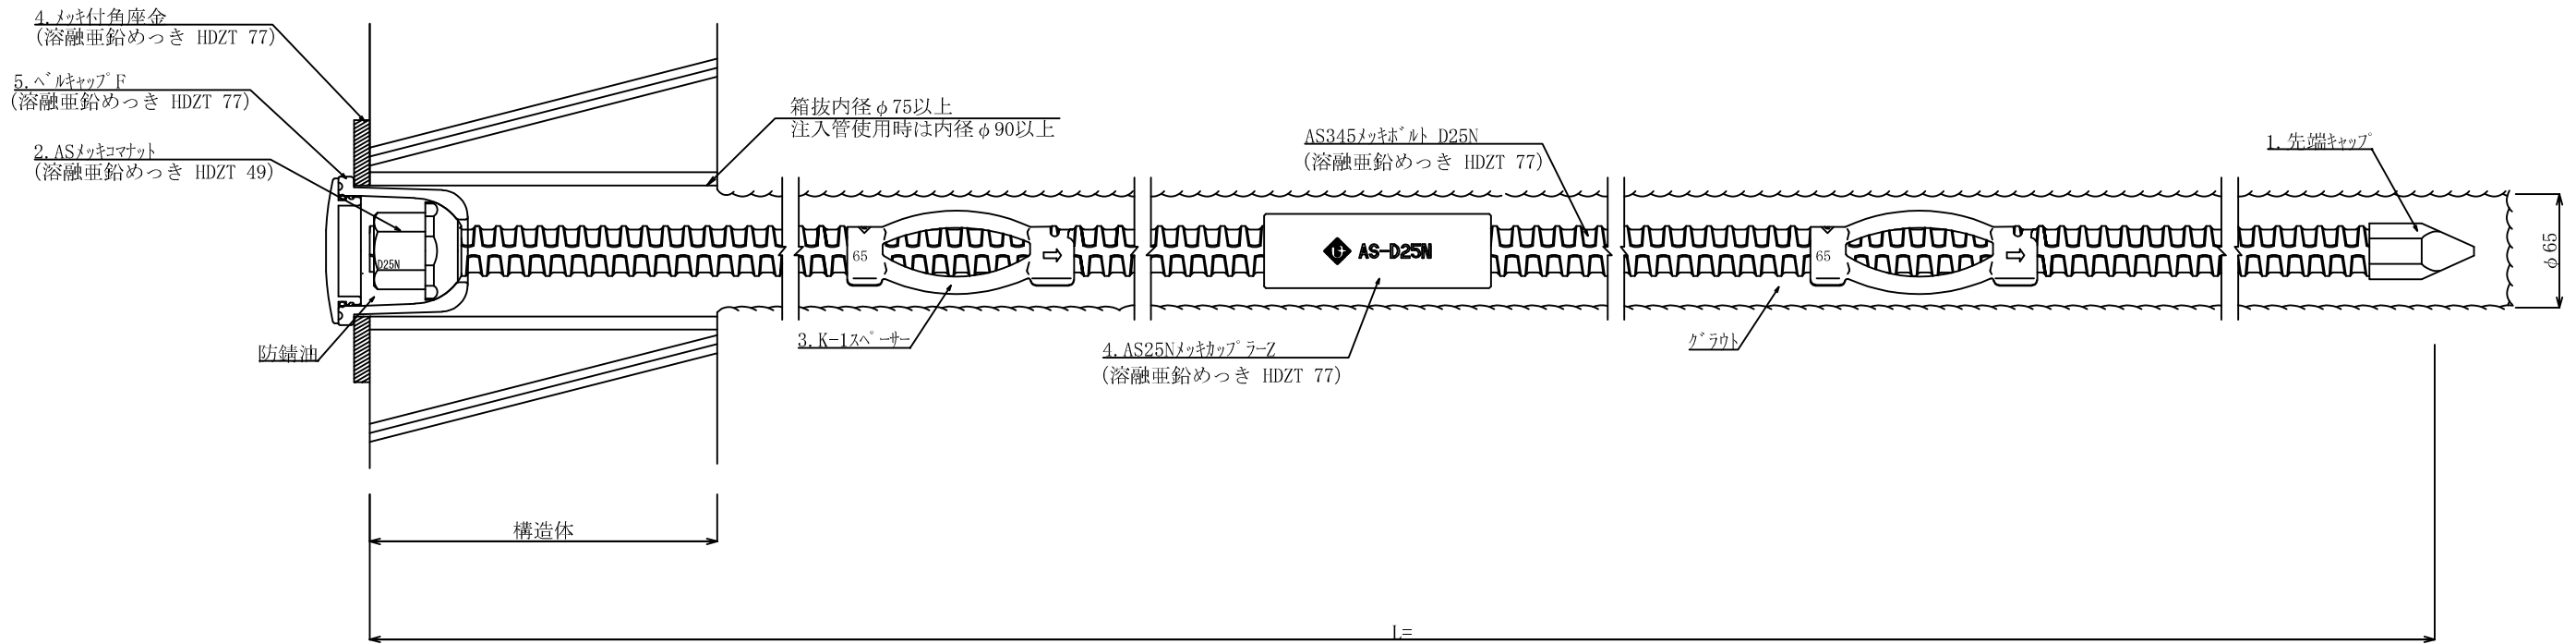 4.メッキ付角座金
(溶融亜鉛めっき HDZT 77)
5.ベルキャップF
(溶融亜鉛めっき HDZT 77)
2.ASメッキコマナット
(溶融亜鉛めっき HDZT 49)
D25N
防錆油
箱抜内径φ75以上
注入管使用時は内径φ90以上
65
3.K-1スペーサー
AS-D25N
4.AS25NメッキカップラーZ
(溶融亜鉛めっき HDZT 77)
AS345メッキボルト D25N
(溶融亜鉛めっき HDZT 77)
65
グラウト
1.先端キャップ
φ65
構造体
L=